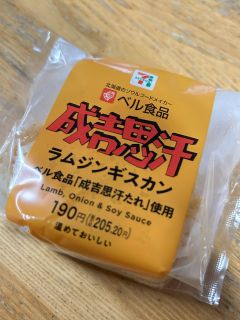 北海道のソウルフードメイカー
ベル食品
成吉思汗
ラムジンギスカン
ベル食品「成吉思汗たれ」使用
Lamb, Onion & Soy Sauce
190円(税込205.20円)
温めておいしい